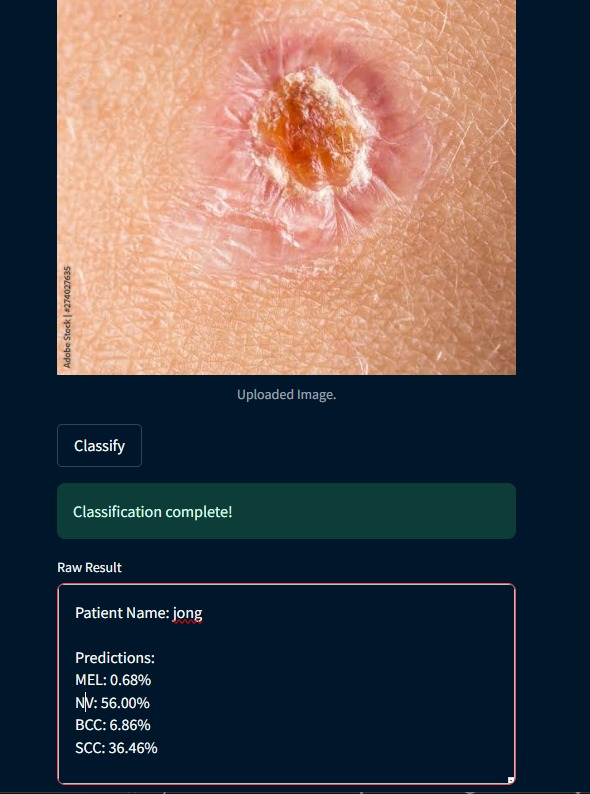 Adobe Stock | #274027635
Uploaded Image.
Classify
Classification complete!
Raw Result
Patient Name: jong
Predictions:
MEL: 0.68%
NV: 56.00%
BCC: 6.86%
SCC: 36.46%